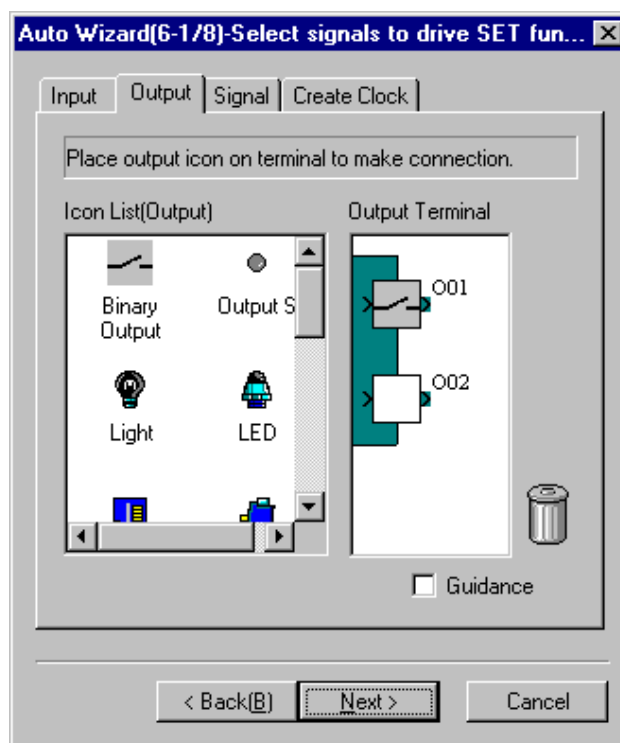 Auto Wizard(6-1/8)-Select signals to drive SET fun...
Input Output Signal Create Clock
Place output icon on terminal to make connection.
Icon List(Output) Output Terminal
Binary Output
Output S
Light
LED
O01
O02
Guidance
< Back(B) Next > Cancel